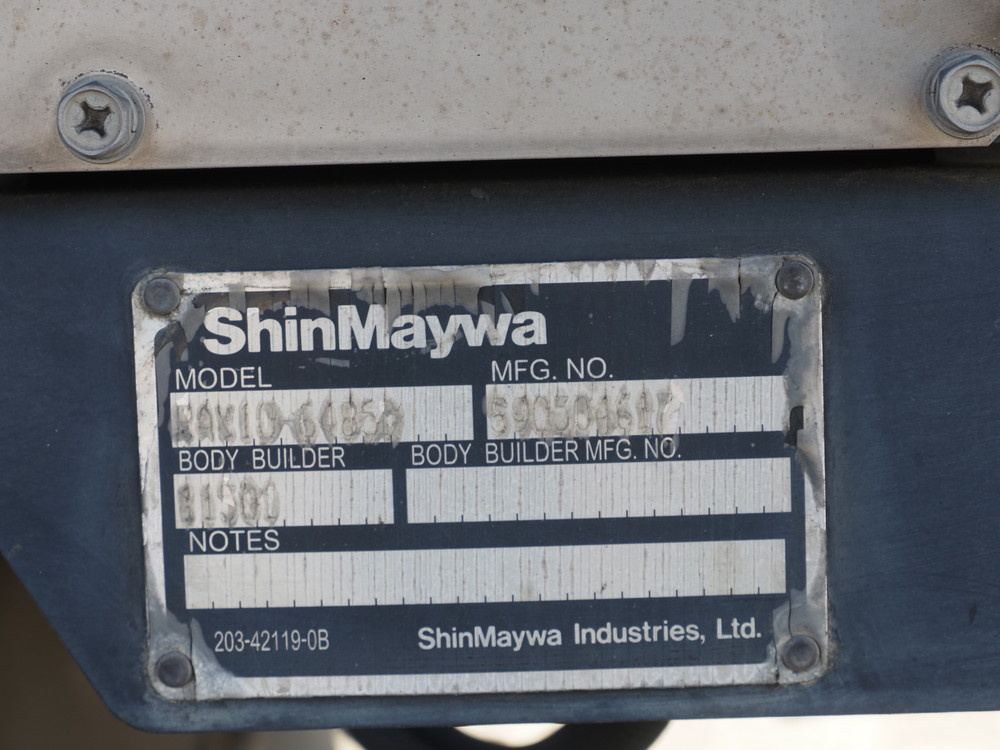 ShinMaywa
MODEL MFG. NO.
BODY BUILDER BODY BUILDER MFG. NO.
NOTES
203-42119-0B ShinMaywa Industries, Ltd.